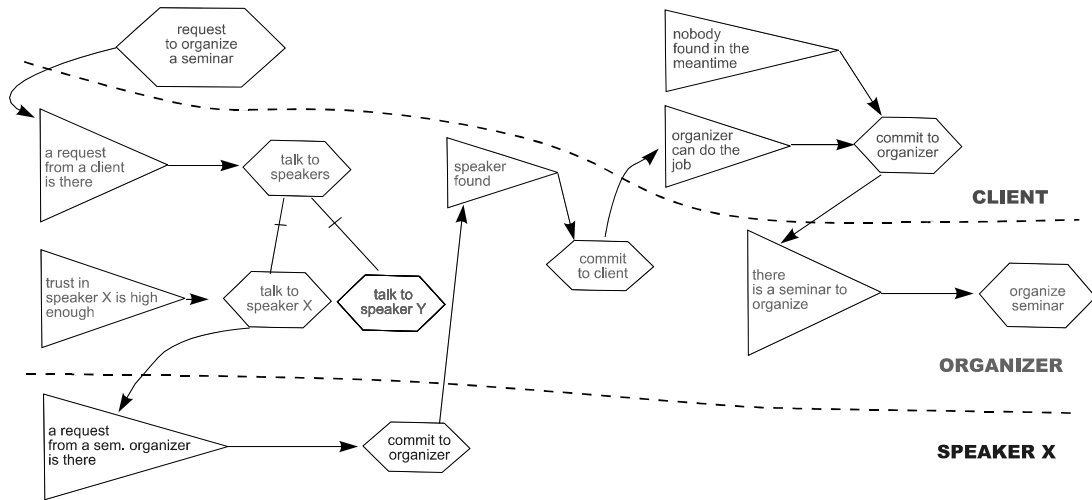 request
to organize
a seminar
nobody
found in the
meantime
a request
from a client
is there
talk to
speakers
speaker
found
organizer
can do the
job
commit to
organizer
CLIENT
trust in
speaker X is high
enough
talk to
speaker X
talk to
speaker Y
commit
to client
there
is a seminar to
organize
organize
seminar
ORGANIZER
a request
from a sem. organizer
is there
commit to
organizer
SPEAKER X